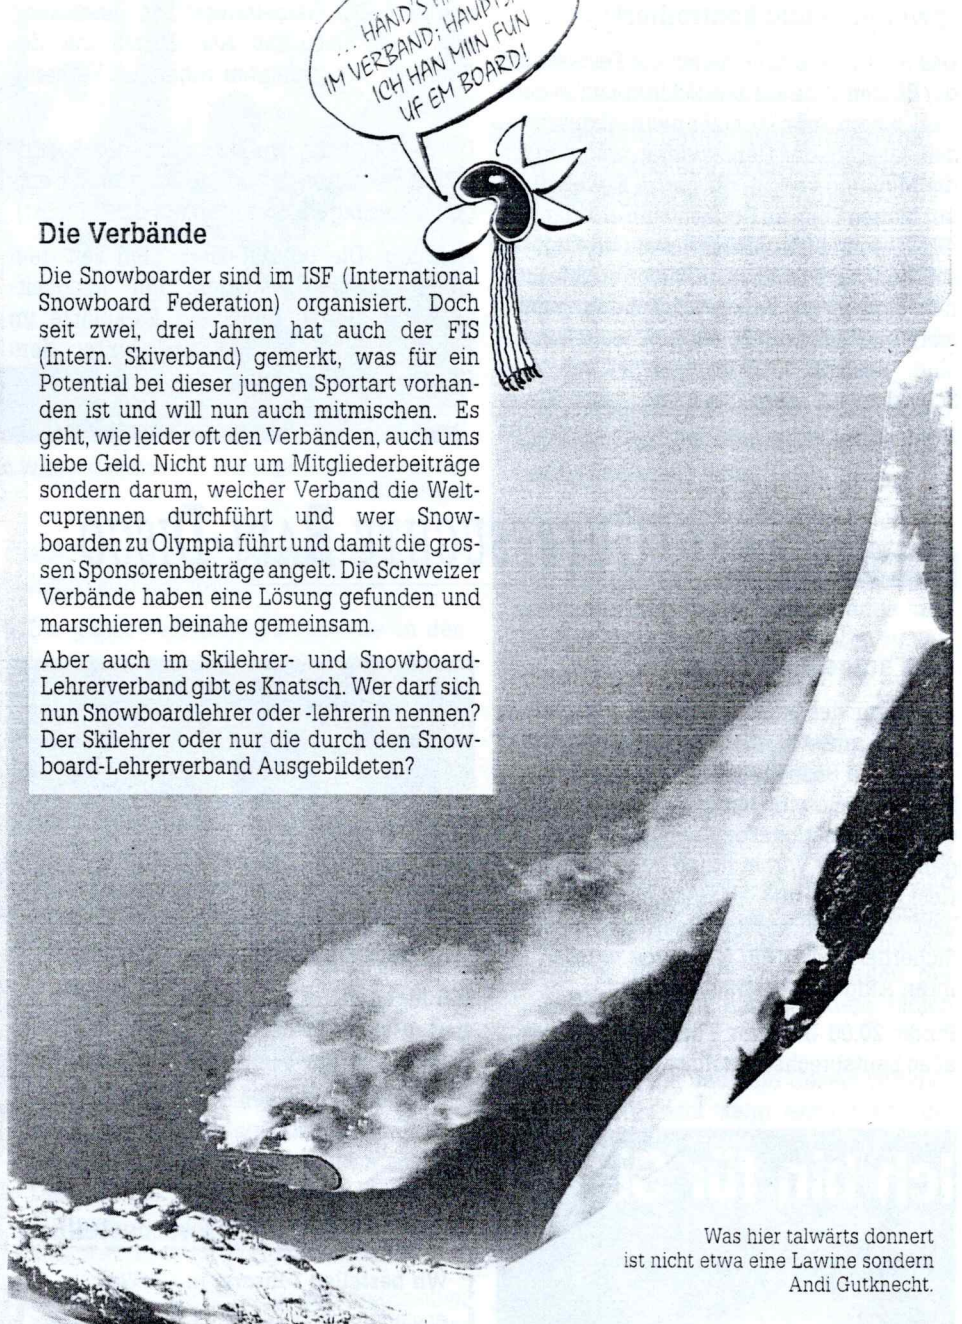 ... HÄND'S
IM VERBAND; HAUPTS
ICH HAN MIIN FUN
UF EM BOARD!
Die Verbände
Die Snowboarder sind im ISF (International
Snowboard Federation) organisiert. Doch
seit zwei, drei Jahren hat auch der FIS
(Intern. Skiverband) gemerkt, was für ein
Potential bei dieser jungen Sportart vorhan-
den ist und will nun auch mitmischen. Es
geht, wie leider oft den Verbänden, auch ums
liebe Geld. Nicht nur um Mitgliederbeiträge
sondern darum, welcher Verband die Welt-
cuprennen durchführt und wer Snow-
boarden zu Olympia führt und damit die gros-
sen Sponsorenbeiträge angelt. Die Schweizer
Verbände haben eine Lösung gefunden und
marschieren beinahe gemeinsam.
Aber auch im Skilehrer- und Snowboard-
Lehrerverband gibt es Knatsch. Wer darf sich
nun Snowboardlehrer oder -lehrerin nennen?
Der Skilehrer oder nur die durch den Snow-
board-Lehrerverband Ausgebildeten?
Was hier talwärts donnert
ist nicht etwa eine Lawine sondern
Andi Gutknecht.